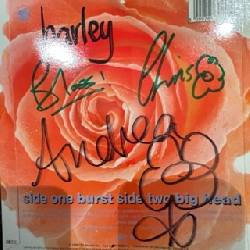 harley
Chris
Andrea
side one burst side two big head